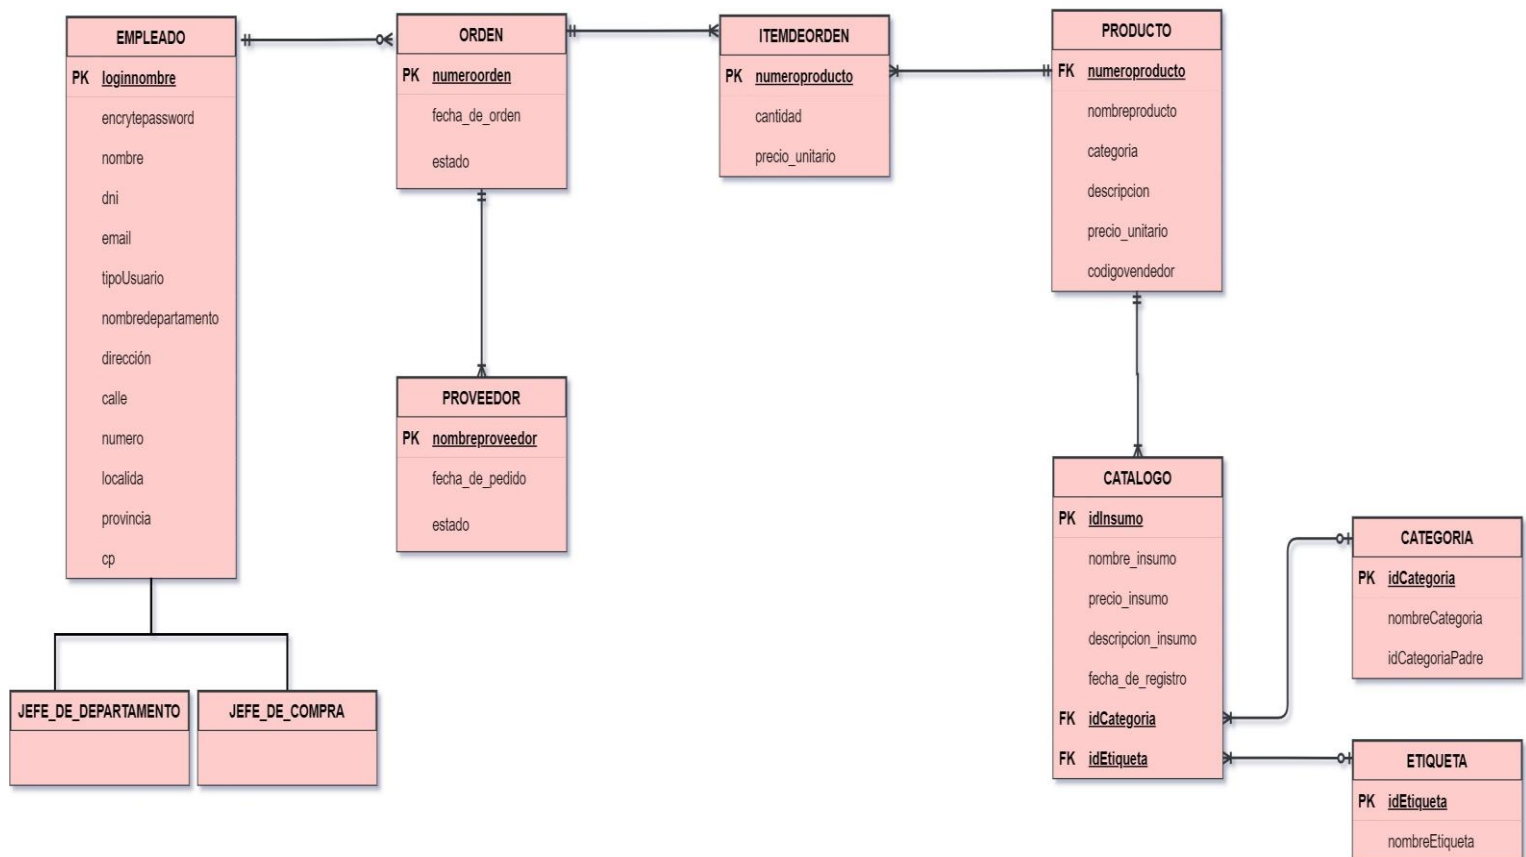 EMPLEADO
PK loginnombre
encrytepassword
nombre
dni
email
tipoUsuario
nombredepartamento
dirección
calle
numero
localida
provincia
cp
JEFE_DE_DEPARTAMENTO
JEFE_DE_COMPRA
ORDEN
PK numeroorden
fecha_de_orden
estado
PROVEEDOR
PK nombreproveedor
fecha_de_pedido
estado
ITEMDEORDEN
PK numeroproducto
cantidad
precio_unitario
PRODUCTO
FK numeroproducto
nombreproducto
categoria
descripcion
precio_unitario
codigovendedor
CATALOGO
PK idInsumo
nombre_insumo
precio_insumo
descripcion_insumo
fecha_de_registro
FK idCategoria
FK idEtiqueta
CATEGORIA
PK idCategoria
nombreCategoria
idCategoriaPadre
ETIQUETA
PK idEtiqueta
nombreEtiqueta